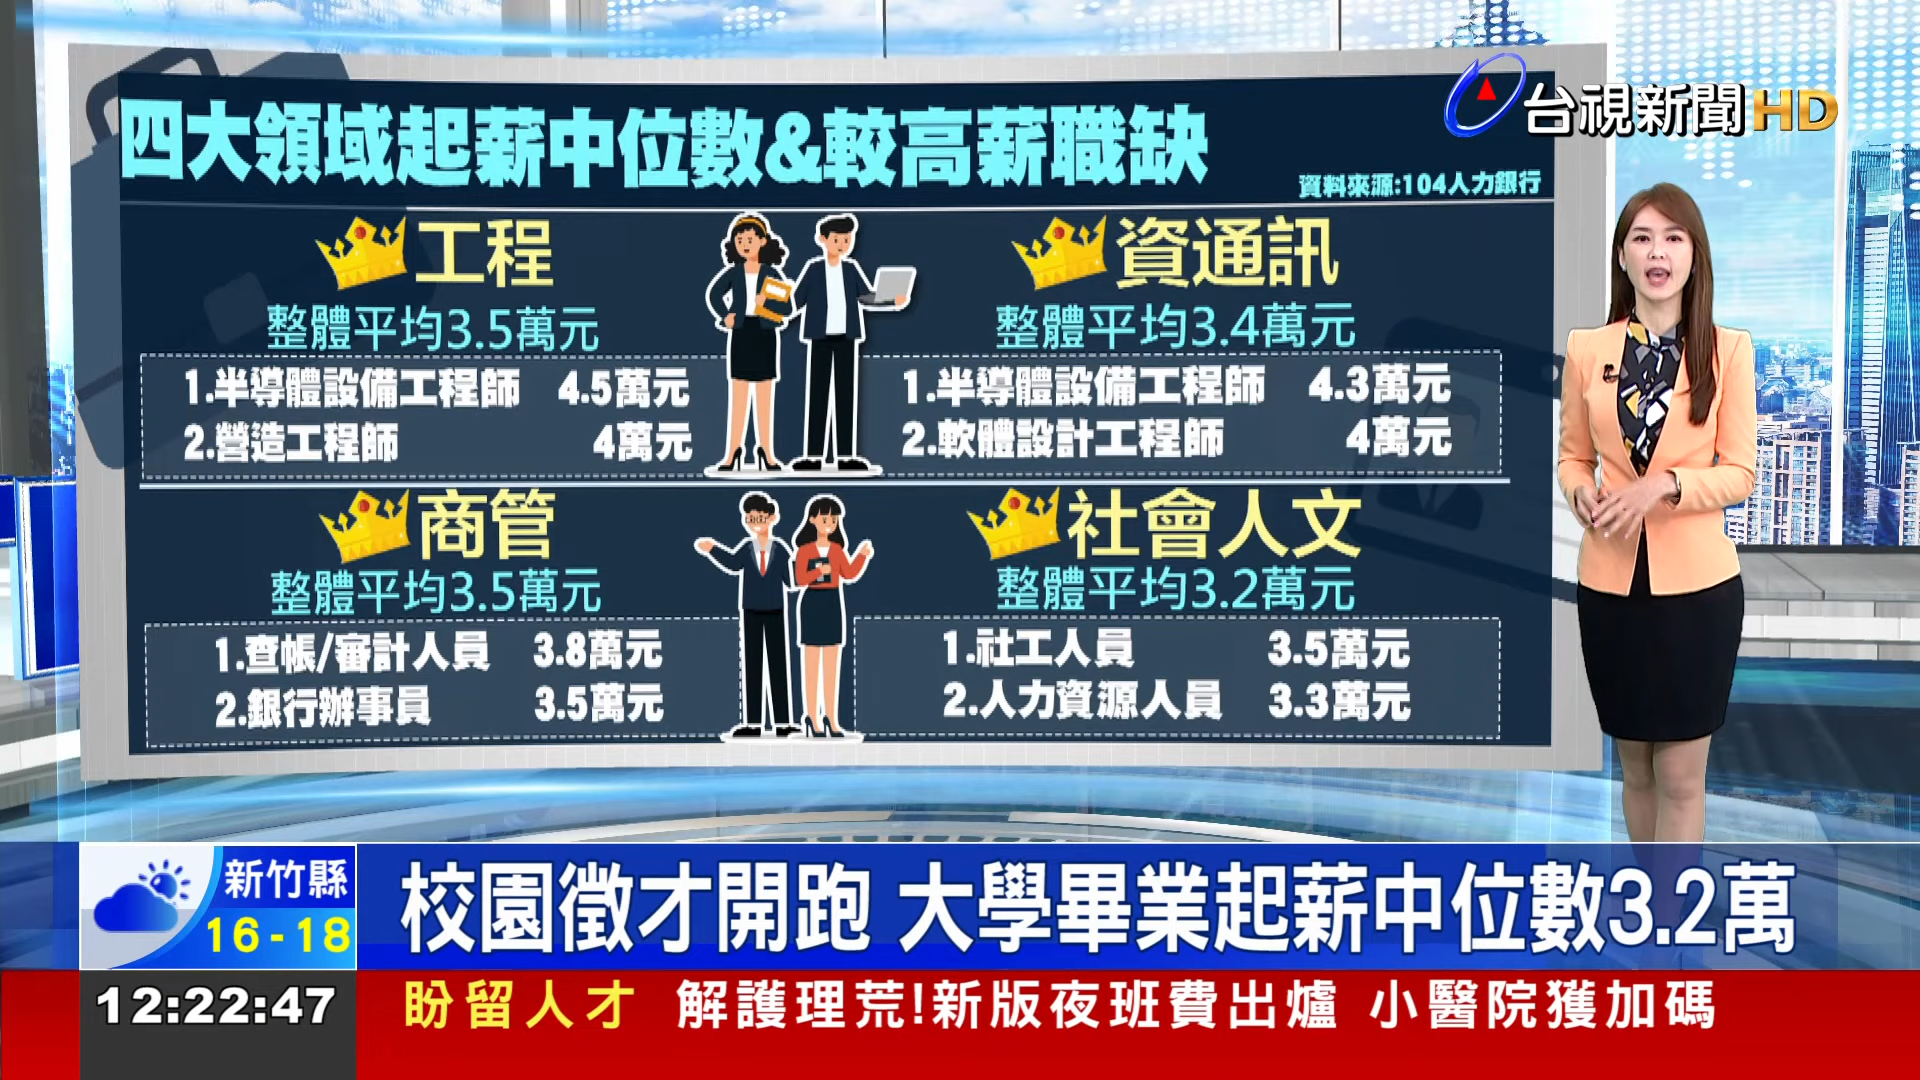 四大領域起薪中位數&較高薪職缺
台視新聞HD
資料來源:104人力銀行
工程
整體平均3.5萬元
1.半導體設備工程師 4.5萬元
2.營造工程師 4萬元
資通訊
整體平均3.4萬元
1.半導體設備工程師 4.3萬元
2.軟體設計工程師 4萬元
商管
整體平均3.5萬元
1.查帳/審計人員 3.8萬元
2.銀行辦事員 3.5萬元
社會人文
整體平均3.2萬元
1.社工人員 3.5萬元
2.人力資源人員 3.3萬元
新竹縣
16-18
校園徵才開跑 大學畢業起薪中位數3.2萬
12:22:47
盼留人才 解護理荒!新版夜班費出爐 小醫院獲加碼